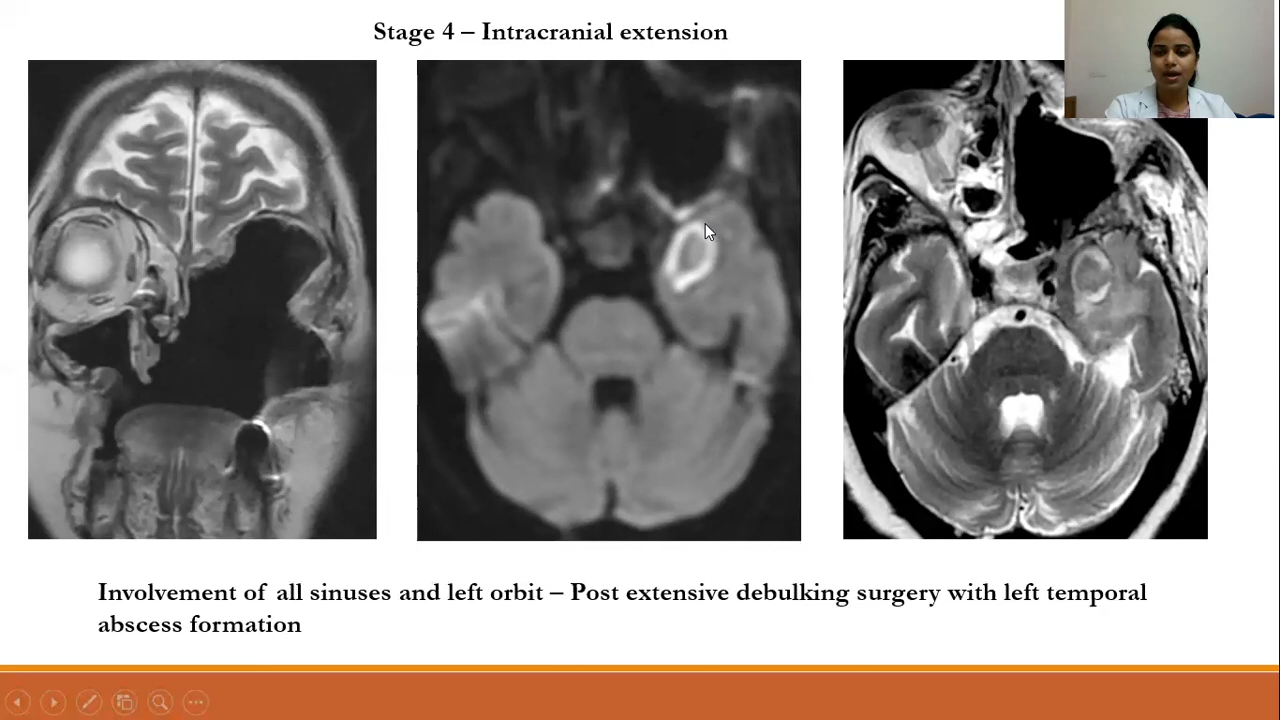 Stage 4 – Intracranial extension
Involvement of all sinuses and left orbit – Post extensive debulking surgery with left temporal
abscess formation